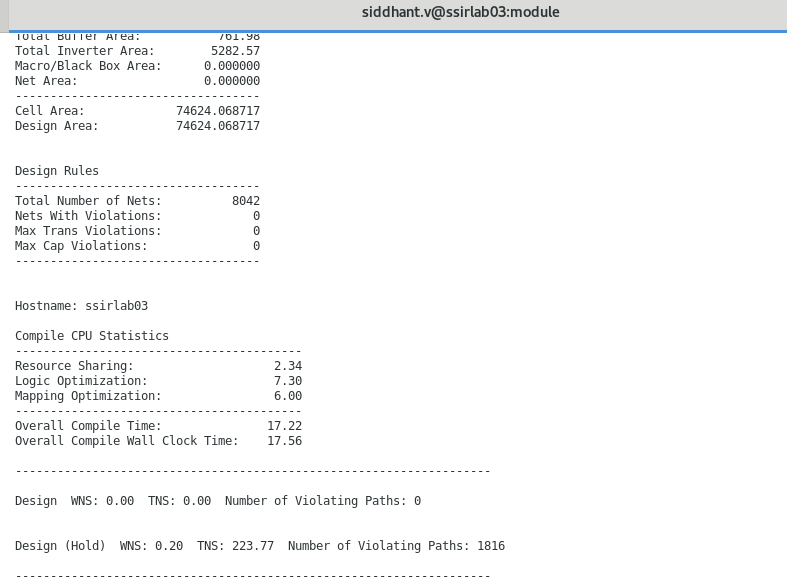 siddhant.v@ssirlab03:module
Total Buffer Area:           761.98
Total Inverter Area:        5282.57
Macro/Black Box Area:      0.000000
Net Area:                  0.000000
-----------------------------------
Cell Area:             74624.068717
Design Area:           74624.068717
Design Rules
-----------------------------------
Total Number of Nets:          8042
Nets With Violations:             0
Max Trans Violations:             0
Max Cap Violations:               0
-----------------------------------
Hostname: ssirlab03
Compile CPU Statistics
-----------------------------------------
Resource Sharing:                    2.34
Logic Optimization:                  7.30
Mapping Optimization:                6.00
-----------------------------------------
Overall Compile Time:               17.22
Overall Compile Wall Clock Time:    17.56
--------------------------------------------------------------------
Design  WNS: 0.00  TNS: 0.00  Number of Violating Paths: 0
Design (Hold)  WNS: 0.20  TNS: 223.77  Number of Violating Paths: 1816
--------------------------------------------------------------------